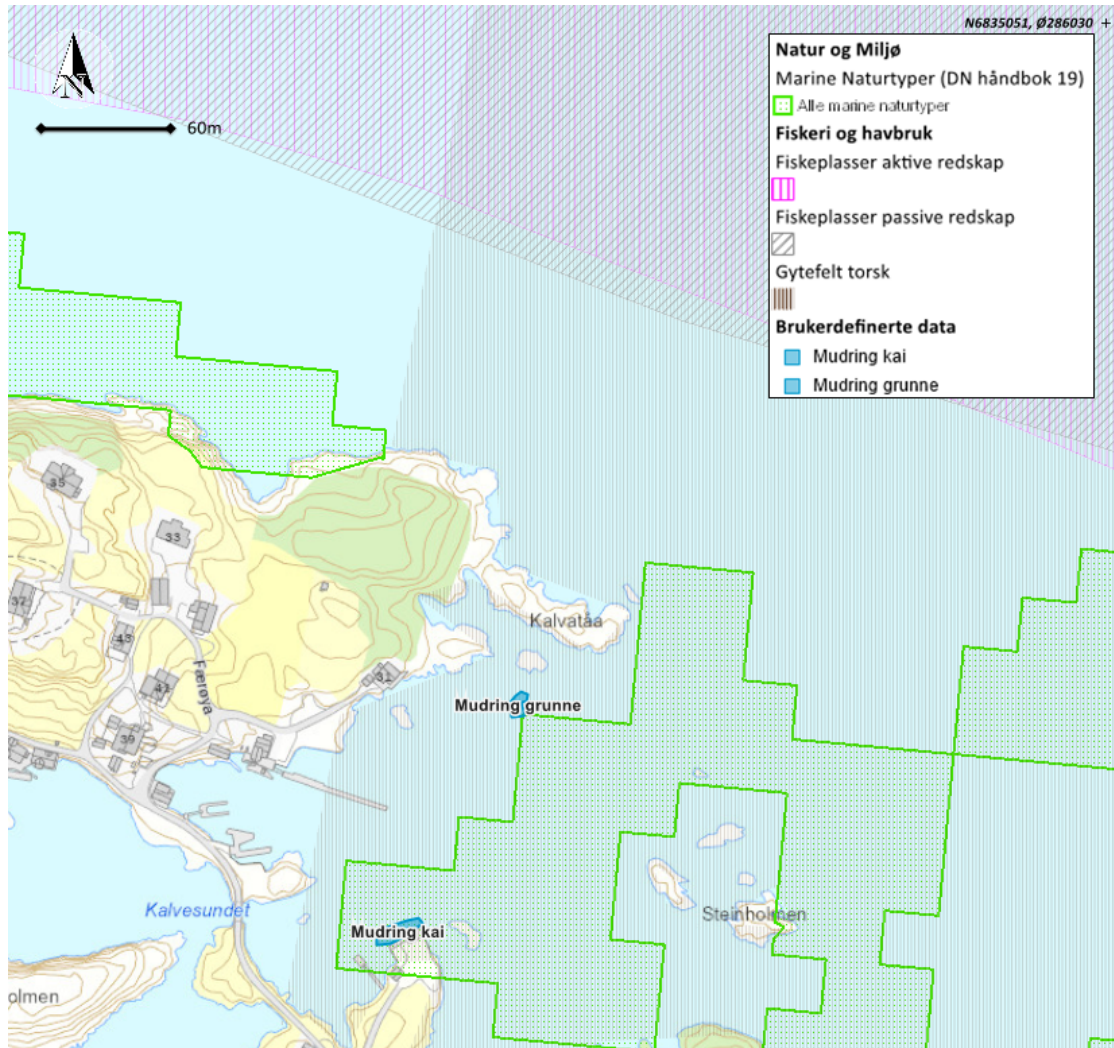 N6835051, Ø286030
N
60m
Natur og Miljø
Marine Naturtyper (DN håndbok 19)
Alle marine naturtyper
Fiskeri og havbruk
Fiskeplasser aktive redskap
Fiskeplasser passive redskap
Gytefelt torsk
Brukerdefinerte data
Mudring kai
Mudring grunne
35
33
37
43
41
39
31
Færøya
Kalvatåa
Mudring grunne
Kalvesundet
Steinholmen
Mudring kai
olmen